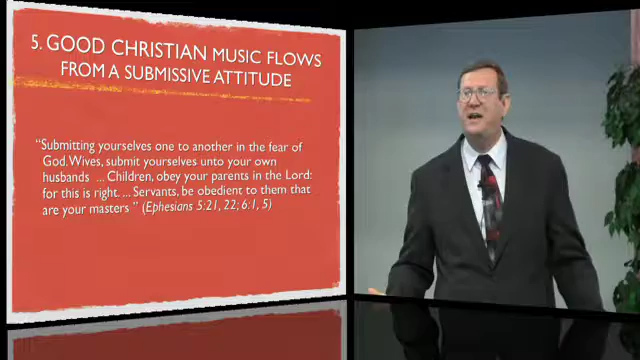 5. GOOD CHRISTIAN MUSIC FLOWS
FROM A SUBMISSIVE ATTITUDE
“Submitting yourselves one to another in the fear of
God. Wives, submit yourselves unto your own
husbands ... Children, obey your parents in the Lord:
for this is right. ... Servants, be obedient to them that
are your masters ” (Ephesians 5:21, 22; 6:1, 5)